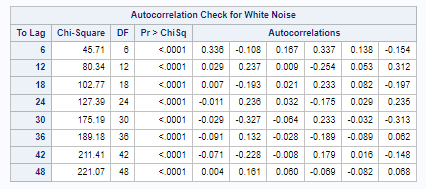 Autocorrelation Check for White Noise
To Lag Chi-Square DF Pr > ChiSq Autocorrelations
6 45.71 6 <.0001 0.336 -0.108 0.167 0.337 0.138 -0.154
12 80.34 12 <.0001 0.029 0.237 0.009 -0.254 0.053 0.312
18 102.77 18 <.0001 0.007 -0.193 0.021 0.233 0.082 -0.197
24 127.39 24 <.0001 -0.011 0.236 0.032 -0.175 0.029 0.235
30 175.19 30 <.0001 -0.029 -0.327 -0.064 0.233 -0.032 -0.313
36 189.18 36 <.0001 -0.091 0.132 -0.028 -0.189 -0.089 0.062
42 211.41 42 <.0001 -0.071 -0.228 -0.008 0.179 0.016 -0.148
48 221.07 48 <.0001 0.004 0.161 0.060 -0.069 -0.082 0.068